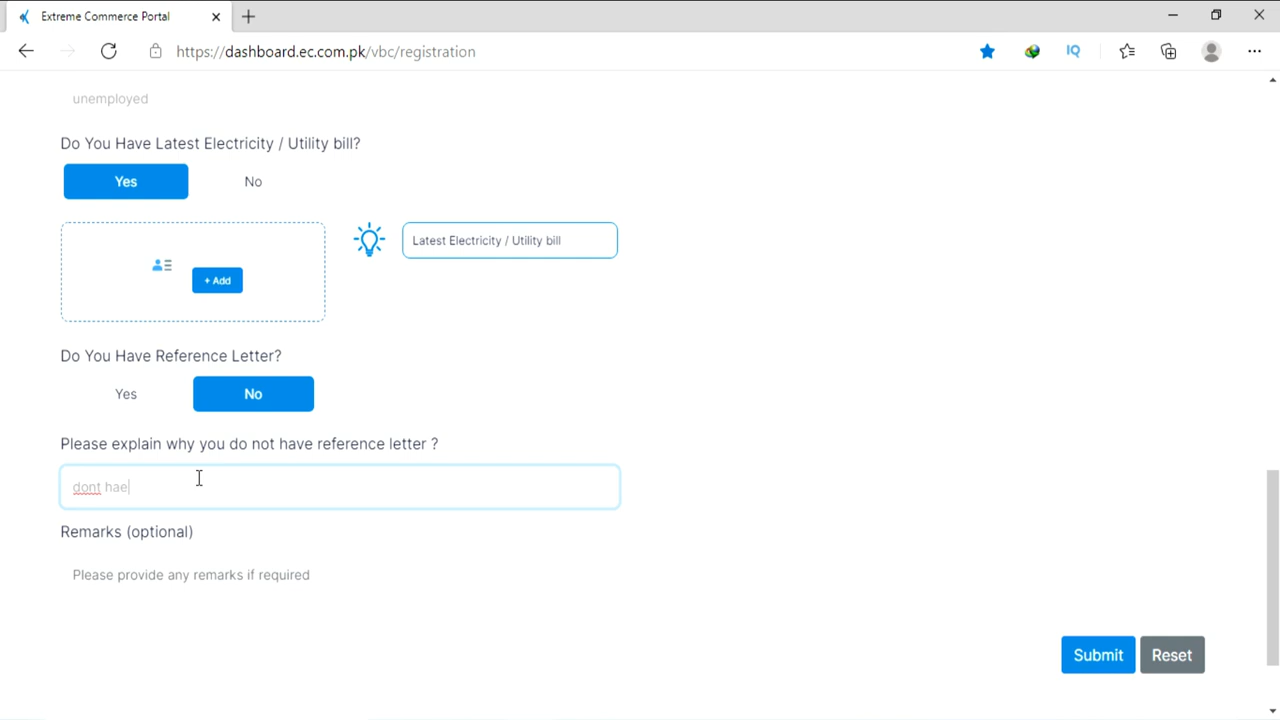 Extreme Commerce Portal
https://dashboard.ec.com.pk/vbc/registration
IQ
unemployed
Do You Have Latest Electricity / Utility bill?
Yes No
+ Add
Latest Electricity / Utility bill
Do You Have Reference Letter?
Yes No
Please explain why you do not have reference letter ?
dont hae
Remarks (optional)
Please provide any remarks if required
Submit Reset